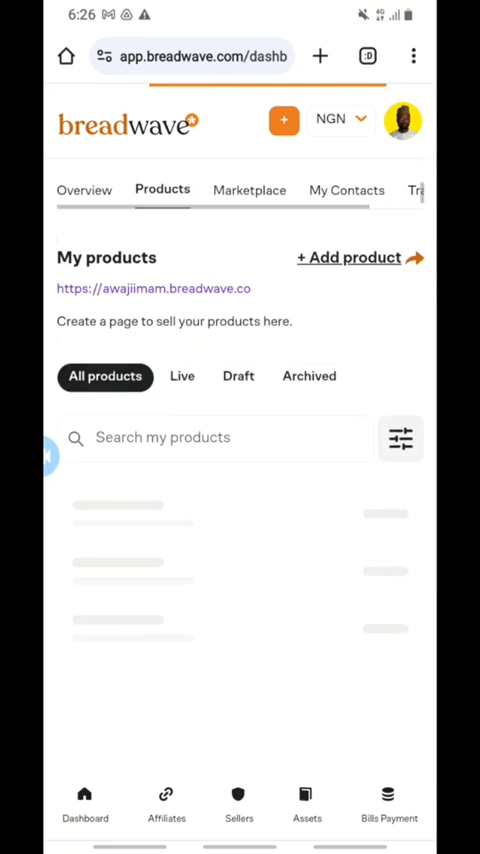 6:26
4G
app.breadwave.com/dashb
:D
breadwave
+ NGN
Overview Products Marketplace My Contacts Tra
My products
+ Add product
https://awajiimam.breadwave.co
Create a page to sell your products here.
All products Live Draft Archived
Search my products
Dashboard Affiliates Sellers Assets Bills Payment